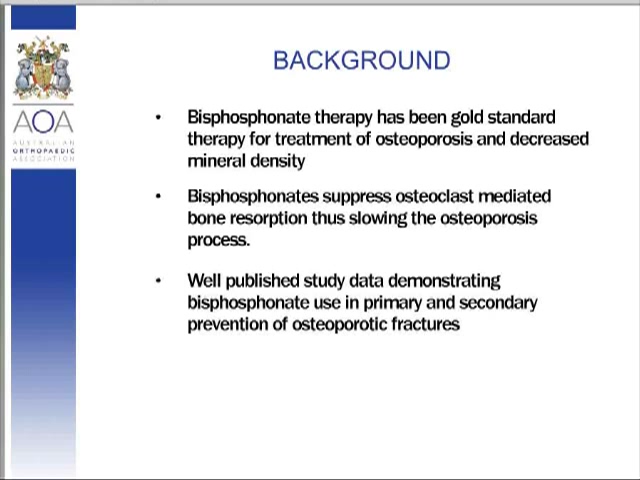 BACKGROUND
• Bisphosphonate therapy has been gold standard
therapy for treatment of osteoporosis and decreased
mineral density
• Bisphosphonates suppress osteoclast mediated
bone resorption thus slowing the osteoporosis
process.
• Well published study data demonstrating
bisphosphonate use in primary and secondary
prevention of osteoporotic fractures
AOA
AUSTRALIAN
ORTHOPAEDIC
ASSOCIATION